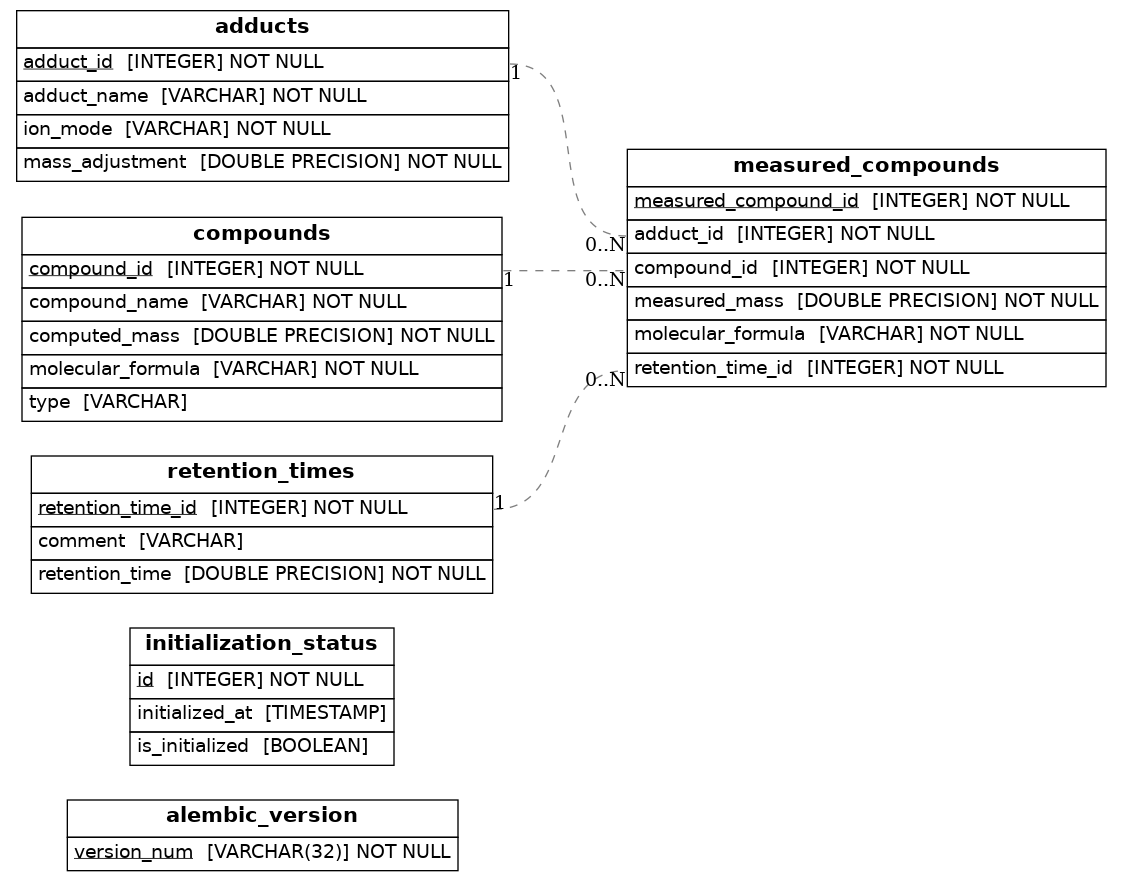 adducts
adduct_id [INTEGER] NOT NULL
adduct_name [VARCHAR] NOT NULL
ion_mode [VARCHAR] NOT NULL
mass_adjustment [DOUBLE PRECISION] NOT NULL
1
0..N
compounds
compound_id [INTEGER] NOT NULL
compound_name [VARCHAR] NOT NULL
computed_mass [DOUBLE PRECISION] NOT NULL
molecular_formula [VARCHAR] NOT NULL
type [VARCHAR]
1
0..N
retention_times
retention_time_id [INTEGER] NOT NULL
comment [VARCHAR]
retention_time [DOUBLE PRECISION] NOT NULL
1
0..N
measured_compounds
measured_compound_id [INTEGER] NOT NULL
adduct_id [INTEGER] NOT NULL
compound_id [INTEGER] NOT NULL
measured_mass [DOUBLE PRECISION] NOT NULL
molecular_formula [VARCHAR] NOT NULL
retention_time_id [INTEGER] NOT NULL
initialization_status
id [INTEGER] NOT NULL
initialized_at [TIMESTAMP]
is_initialized [BOOLEAN]
alembic_version
version_num [VARCHAR(32)] NOT NULL